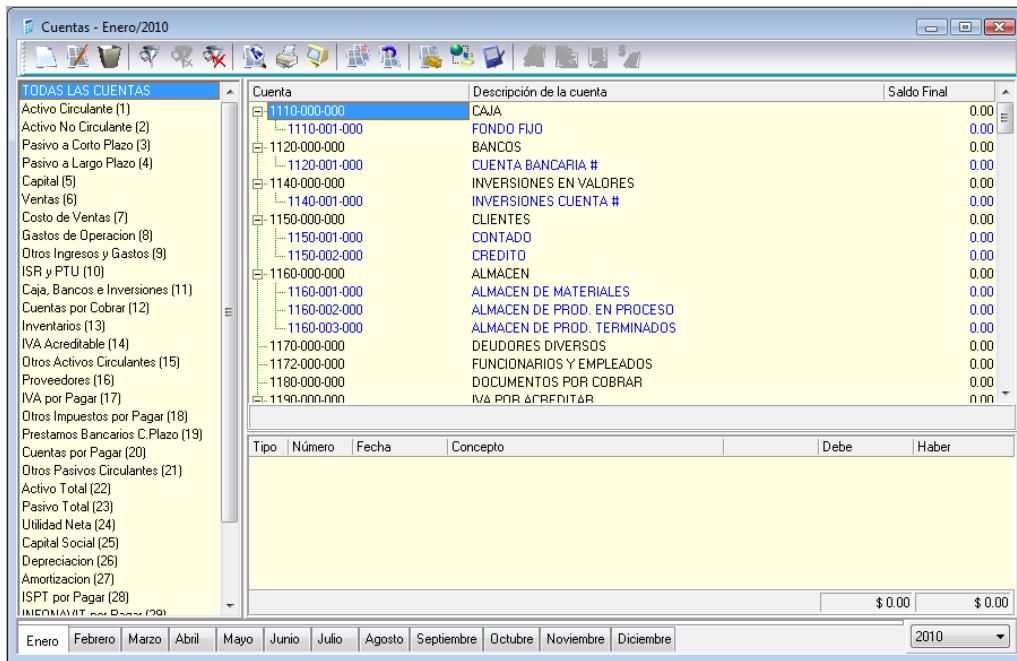 Cuentas - Enero/2010
TODAS LAS CUENTAS
Activo Circulante (1)
Activo No Circulante (2)
Pasivo a Corto Plazo (3)
Pasivo a Largo Plazo (4)
Capital (5)
Ventas (6)
Costo de Ventas (7)
Gastos de Operacion (8)
Otros Ingresos y Gastos (9)
ISR y PTU (10)
Caja, Bancos e Inversiones (11)
Cuentas por Cobrar (12)
Inventarios (13)
IVA Acreditable (14)
Otros Activos Circulantes (15)
Proveedores (16)
IVA por Pagar (17)
Otros Impuestos por Pagar (18)
Prestamos Bancarios C.Plazo (19)
Cuentas por Pagar (20)
Otros Pasivos Circulantes (21)
Activo Total (22)
Pasivo Total (23)
Utilidad Neta (24)
Capital Social (25)
Depreciacion (26)
Amortizacion (27)
ISPT por Pagar (28)
INFONAVIT por Pagar (29)
Cuenta Descripción de la cuenta Saldo Final
1110-000-000 CAJA 0.00
1110-001-000 FONDO FIJO 0.00
1120-000-000 BANCOS 0.00
1120-001-000 CUENTA BANCARIA # 0.00
1140-000-000 INVERSIONES EN VALORES 0.00
1140-001-000 INVERSIONES CUENTA # 0.00
1150-000-000 CLIENTES 0.00
1150-001-000 CONTADO 0.00
1150-002-000 CREDITO 0.00
1160-000-000 ALMACEN 0.00
1160-001-000 ALMACEN DE MATERIALES 0.00
1160-002-000 ALMACEN DE PROD. EN PROCESO 0.00
1160-003-000 ALMACEN DE PROD. TERMINADOS 0.00
1170-000-000 DEUDORES DIVERSOS 0.00
1172-000-000 FUNCIONARIOS Y EMPLEADOS 0.00
1180-000-000 DOCUMENTOS POR COBRAR 0.00
1190-000-000 IVA POR ACREDITAR 0.00
Tipo Número Fecha Concepto Debe Haber
$ 0.00 $ 0.00
Enero Febrero Marzo Abril Mayo Junio Julio Agosto Septiembre Octubre Noviembre Diciembre 2010